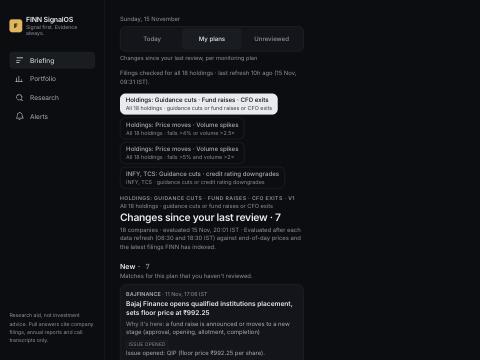 F
FINN SignalOS
Signal first. Evidence always.
Briefing
Portfolio
Research
Alerts
Research aid, not investment advice. Pull answers cite company filings, annual reports and call transcripts only.
Sunday, 15 November
Today
My plans
Unreviewed
Changes since your last review, per monitoring plan
Filings checked for all 18 holdings · last refresh 10h ago (15 Nov, 09:31 IST).
Holdings: Guidance cuts · Fund raises · CFO exits
All 18 holdings · guidance cuts or fund raises or CFO exits
Holdings: Price moves · Volume spikes
All 18 holdings · falls >4% or volume >2.5×
Holdings: Price moves · Volume spikes
All 18 holdings · falls >5% and volume >2×
INFY, TCS: Guidance cuts · credit rating downgrades
INFY, TCS · guidance cuts or credit rating downgrades
HOLDINGS: GUIDANCE CUTS · FUND RAISES · CFO EXITS · V1
All 18 holdings · guidance cuts or fund raises or CFO exits
Changes since your last review · 7
18 companies · evaluated 15 Nov, 20:01 IST · Evaluated after each
data refresh (06:30 and 18:30 IST) against end-of-day prices and
the latest filings FINN has indexed.
New · 7
Matches for this plan that you haven't reviewed.
BAJFINANCE · 11 Nov, 17:06 IST
Bajaj Finance opens qualified institutions placement,
sets floor price at ₹992.25
Why it's here: a fund raise is announced or moves to a new
stage (approval, opening, allotment, completion)
ISSUE OPENED
Issue opened: QIP (floor price ₹992.25 per share).